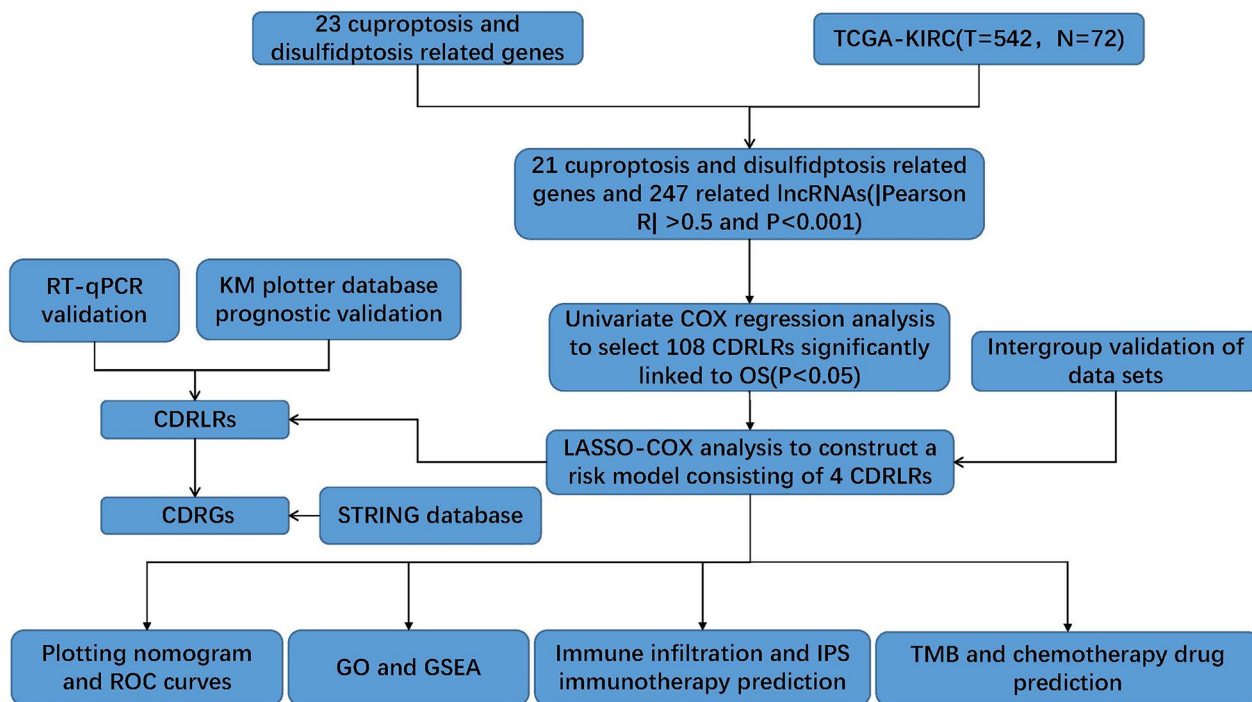 23 cuproptosis and
disulfidptosis related genes
TCGA-KIRC(T=542, N=72)
21 cuproptosis and disulfidptosis related
genes and 247 related lncRNAs(|Pearson
R| >0.5 and P<0.001)
RT-qPCR
validation
KM plotter database
prognostic validation
Univariate COX regression analysis
to select 108 CDRLRs significantly
linked to OS(P<0.05)
Intergroup validation of
data sets
CDRLRs
LASSO-COX analysis to construct a
risk model consisting of 4 CDRLRs
CDRGs
STRING database
Plotting nomogram
and ROC curves
GO and GSEA
Immune infiltration and IPS
immunotherapy prediction
TMB and chemotherapy drug
prediction